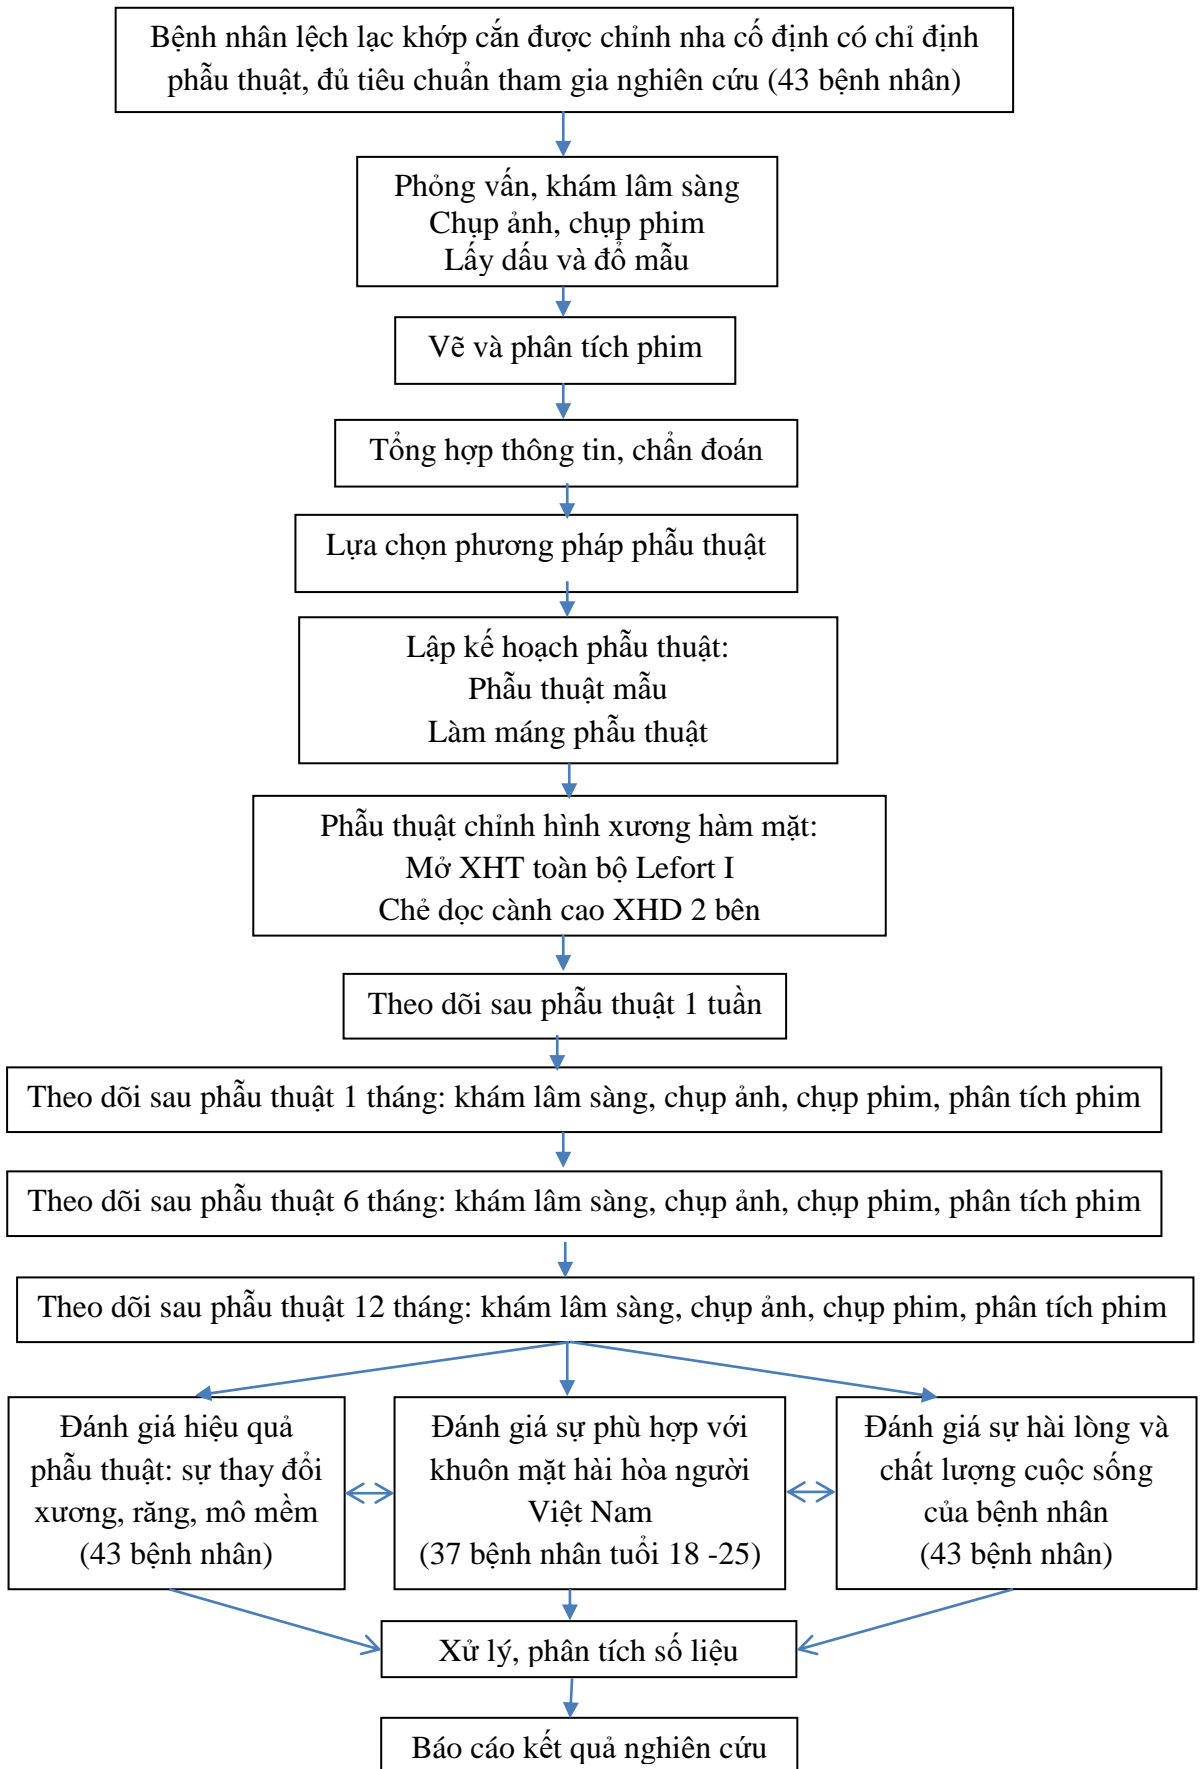 Bệnh nhân lệch lạc khớp cắn được chỉnh nha cố định có chỉ định
phẫu thuật, đủ tiêu chuẩn tham gia nghiên cứu (43 bệnh nhân)
Phỏng vấn, khám lâm sàng
Chụp ảnh, chụp phim
Lấy dấu và đổ mẫu
Vẽ và phân tích phim
Tổng hợp thông tin, chẩn đoán
Lựa chọn phương pháp phẫu thuật
Lập kế hoạch phẫu thuật:
Phẫu thuật mẫu
Làm máng phẫu thuật
Phẫu thuật chỉnh hình xương hàm mặt:
Mở XHT toàn bộ Lefort I
Chẻ dọc cành cao XHD 2 bên
Theo dõi sau phẫu thuật 1 tuần
Theo dõi sau phẫu thuật 1 tháng: khám lâm sàng, chụp ảnh, chụp phim, phân tích phim
Theo dõi sau phẫu thuật 6 tháng: khám lâm sàng, chụp ảnh, chụp phim, phân tích phim
Theo dõi sau phẫu thuật 12 tháng: khám lâm sàng, chụp ảnh, chụp phim, phân tích phim
Đánh giá hiệu quả
phẫu thuật: sự thay đổi
xương, răng, mô mềm
(43 bệnh nhân)
Đánh giá sự phù hợp với
khuôn mặt hài hòa người
Việt Nam
(37 bệnh nhân tuổi 18 -25)
Đánh giá sự hài lòng và
chất lượng cuộc sống
của bệnh nhân
(43 bệnh nhân)
Xử lý, phân tích số liệu
Báo cáo kết quả nghiên cứu